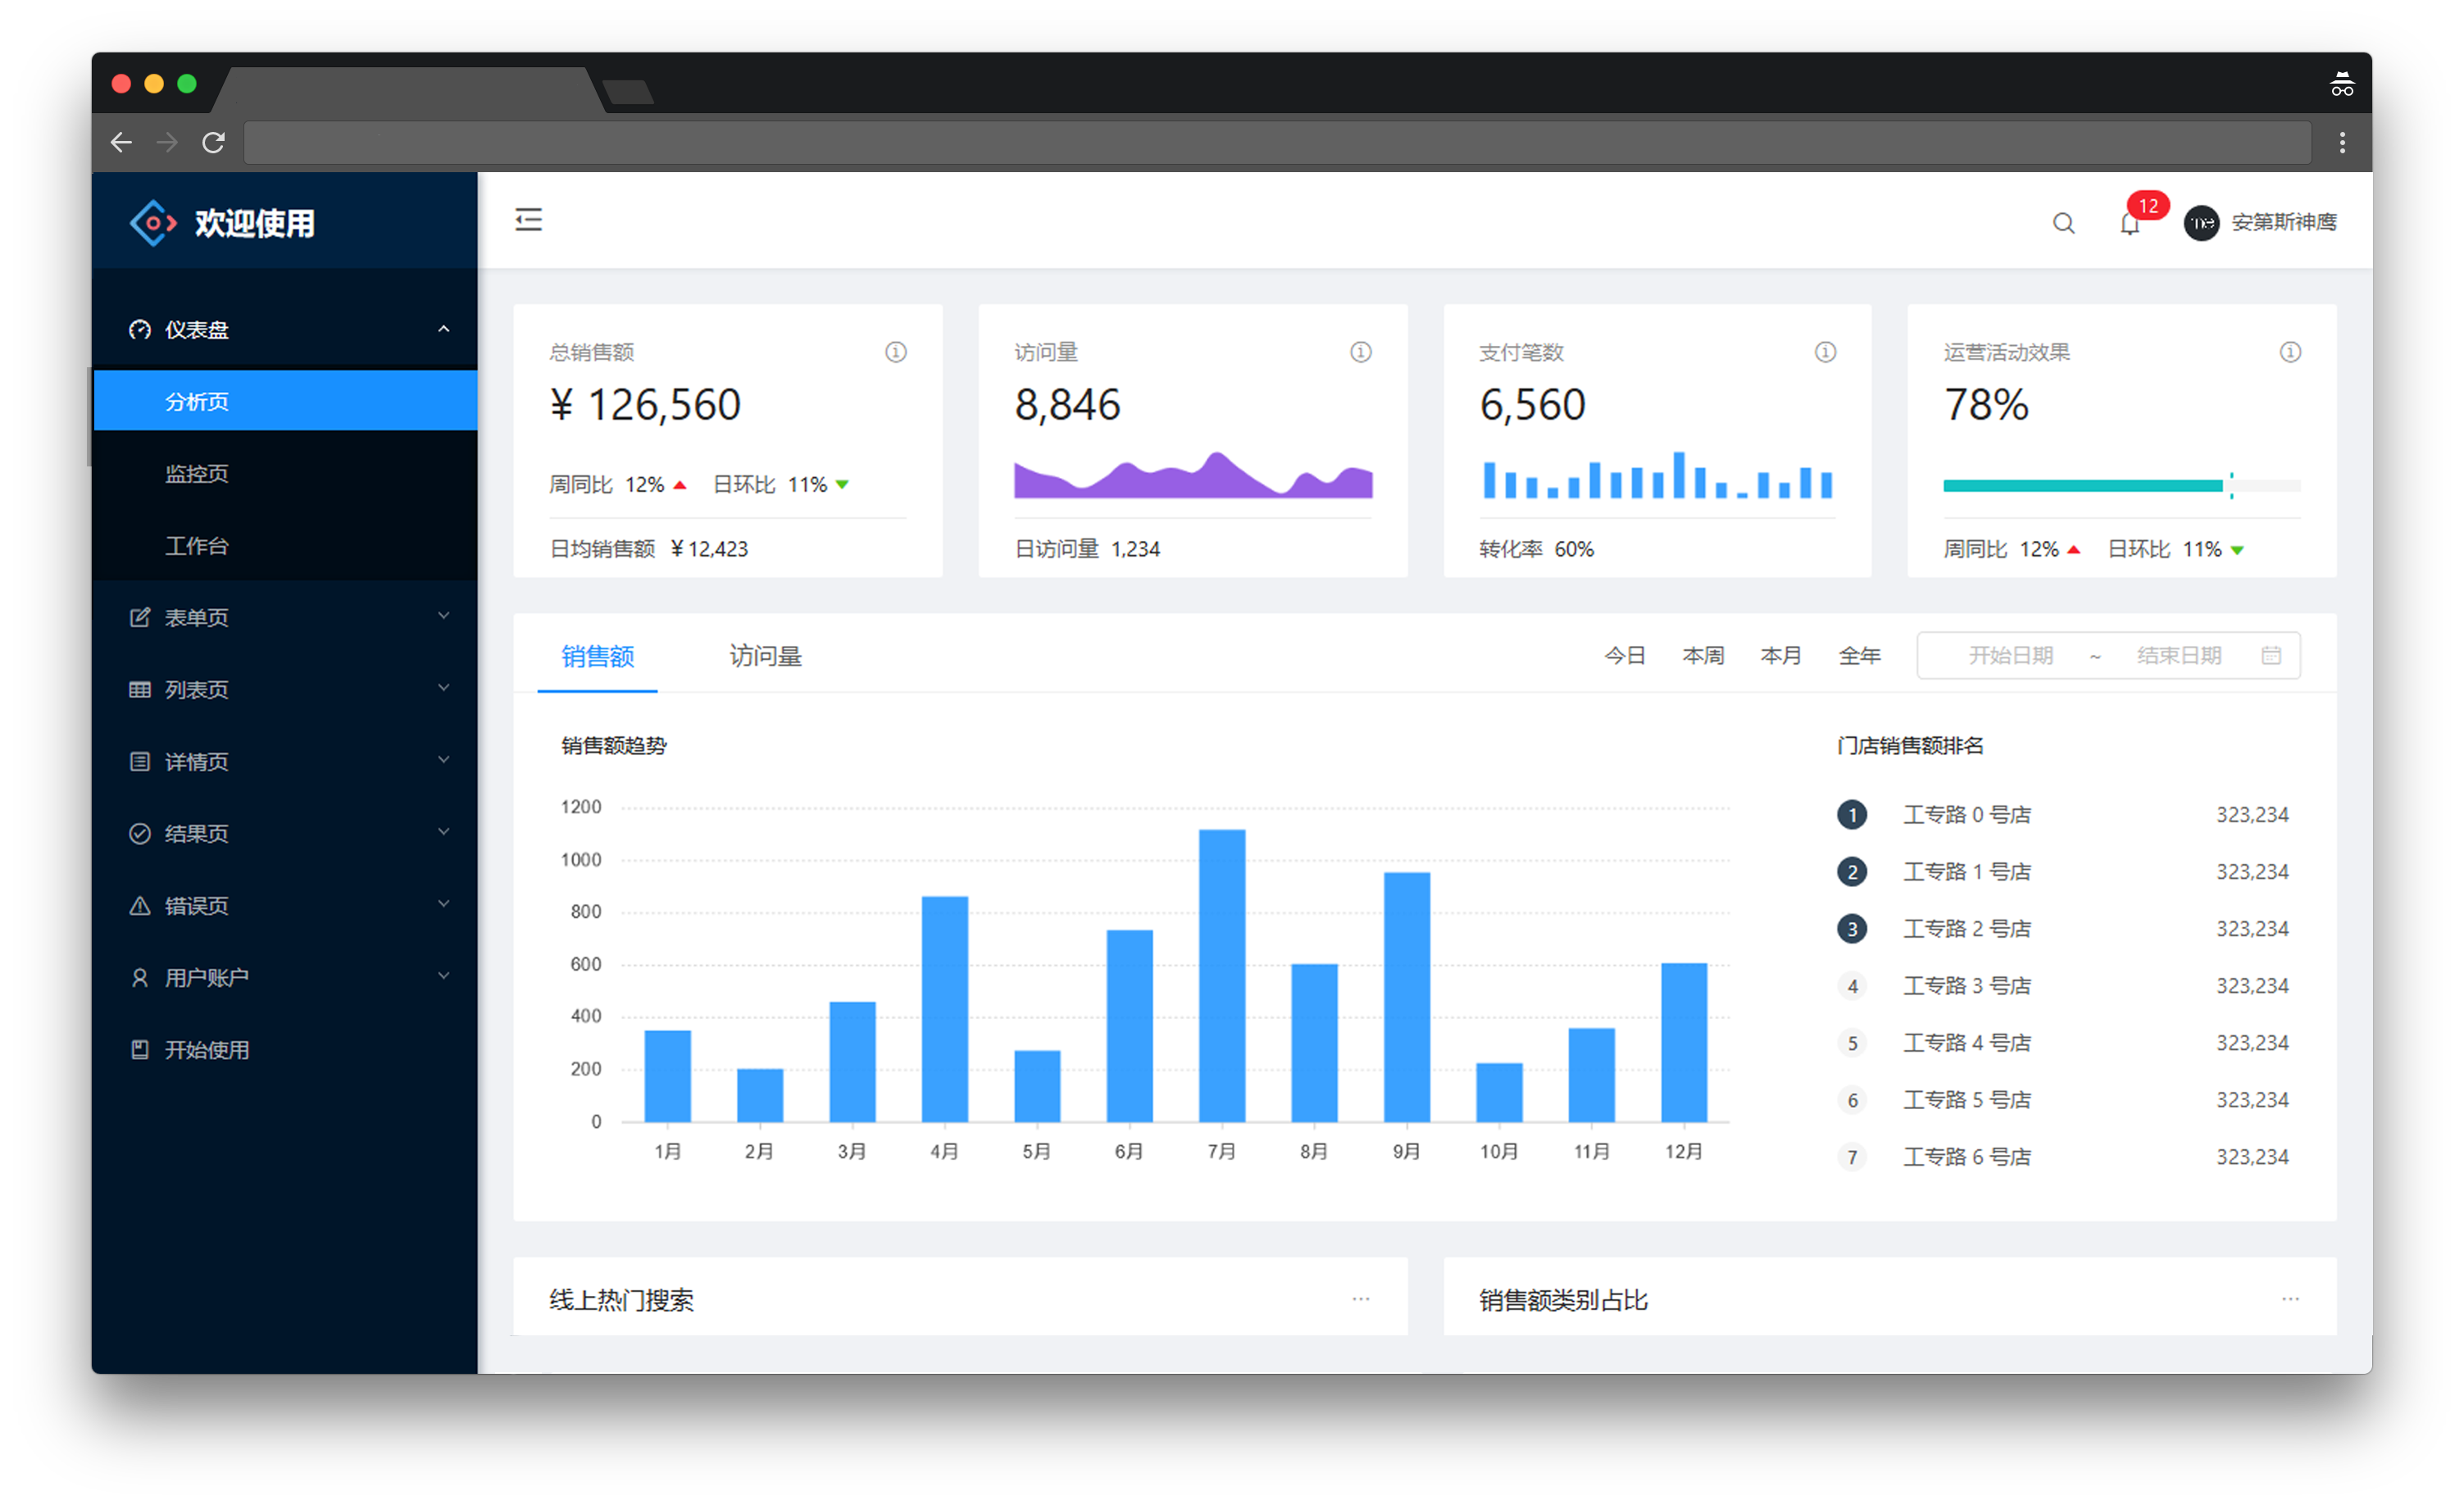 欢迎使用
12
安第斯神鹰
仪表盘
分析页
监控页
工作台
表单页
列表页
详情页
结果页
错误页
用户账户
开始使用
总销售额
¥ 126,560
周同比 12% 日环比 11%
日均销售额 ¥ 12,423
访问量
8,846
日访问量 1,234
支付笔数
6,560
转化率 60%
运营活动效果
78%
周同比 12% 日环比 11%
销售额 访问量 今日 本周 本月 全年 开始日期 ~ 结束日期
销售额趋势
1200
1000
800
600
400
200
0
1月 2月 3月 4月 5月 6月 7月 8月 9月 10月 11月 12月
门店销售额排名
1 工专路 0 号店 323,234
2 工专路 1 号店 323,234
3 工专路 2 号店 323,234
4 工专路 3 号店 323,234
5 工专路 4 号店 323,234
6 工专路 5 号店 323,234
7 工专路 6 号店 323,234
线上热门搜索
销售额类别占比